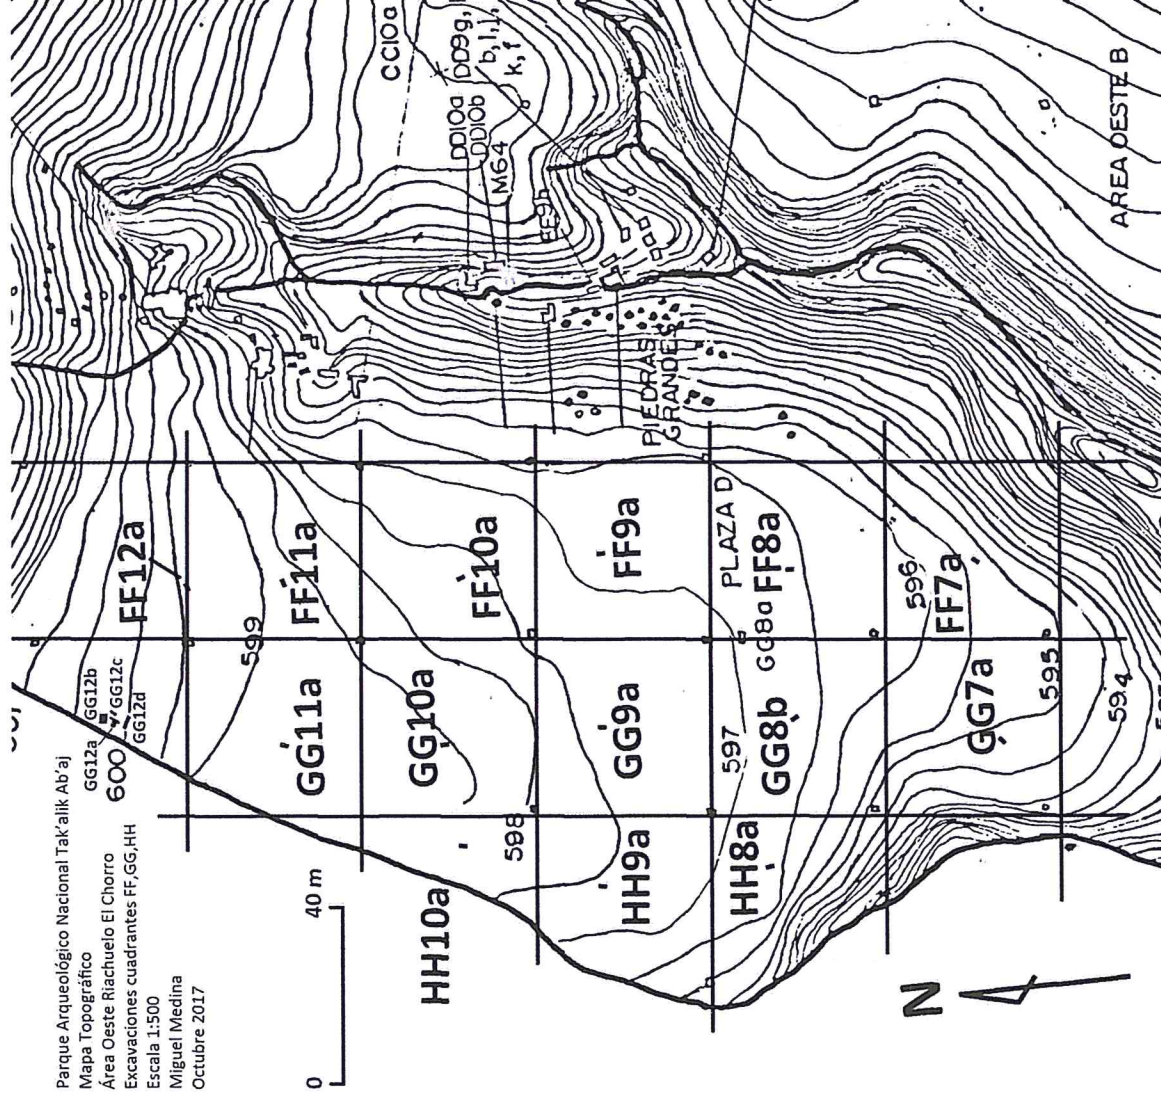 Parque Arqueológico Nacional Tak'alik Ab'aj
Mapa Topográfico
Área Oeste Riachuelo El Chorro
Excavaciones cuadrantes FF,GG,HH
Escala 1:500
Miguel Medina
Octubre 2017
0 40 m
N
GG12a
GG12b
GG12c
GG12d
600
FF12a
599
FF11a
GG11a
FF10a
GG10a
HH10a
598
FF9a
GG9a
HH9a
PLAZA D
FF8a
GG8a
GG8b
HH8a
597
596
FF7a
GG7a
595
594
CC10a
DD10a
DD10b
M64
DD9g,
b, l, j,
k, f
PIEDRAS
GRANDES
AREA OESTE B